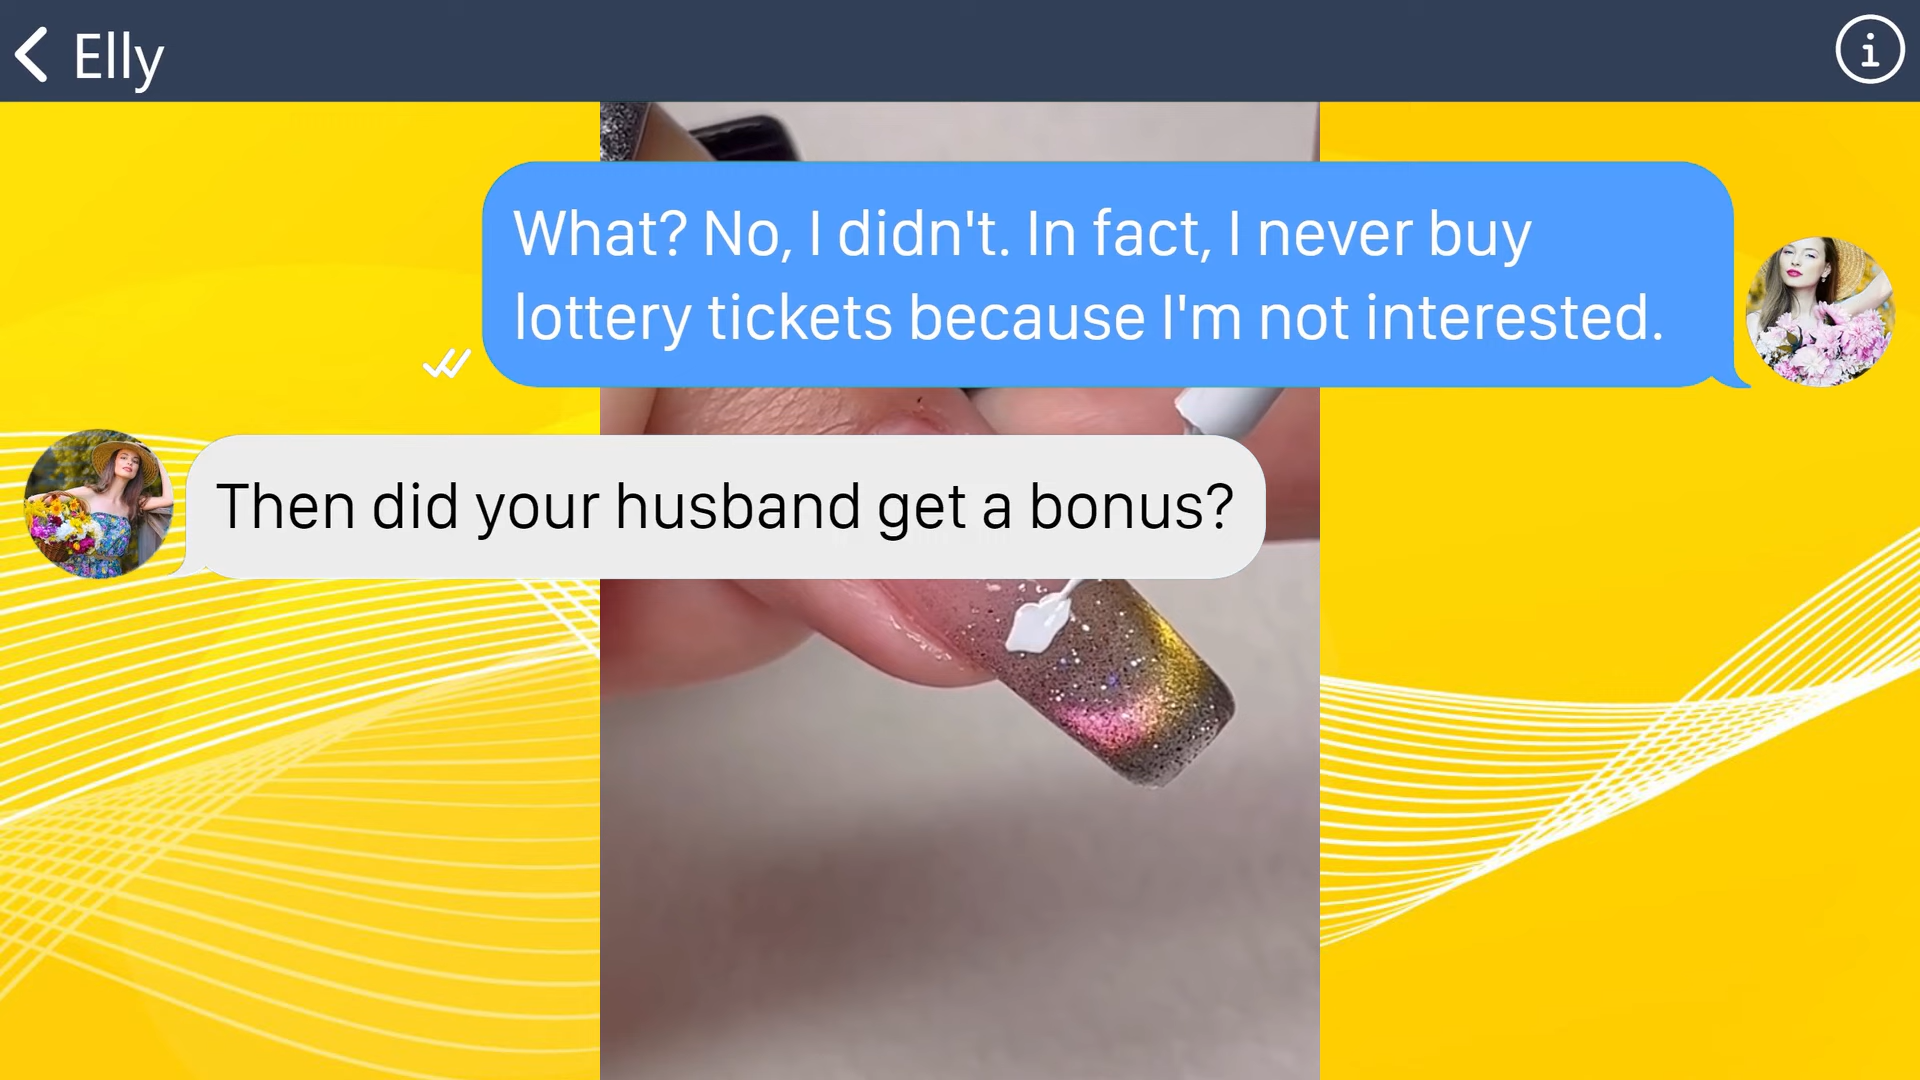 Elly
What? No, I didn't. In fact, I never buy
lottery tickets because I'm not interested.
Then did your husband get a bonus?